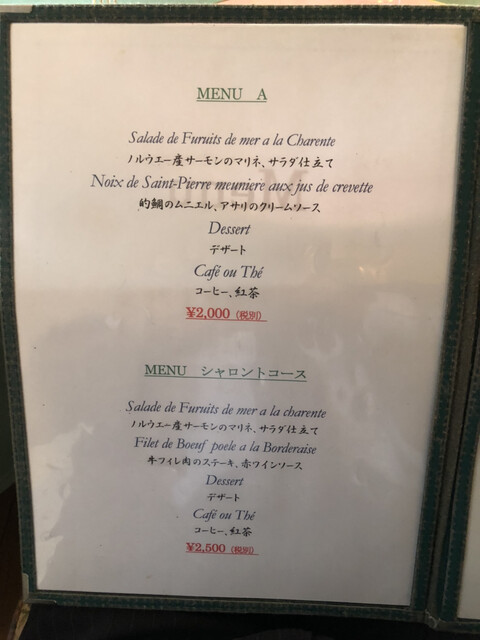 MENU A
Salade de Furuits de mer a la Charente
ノルウエー産サーモンのマリネ、サラダ仕立て
Noix de Saint-Pierre meuniere aux jus de crevette
的鯛のムニエル、アサリのクリームソース
Dessert
デザート
Café ou Thé
コーヒー、紅茶
¥2,000 (税別)
MENU シャロントコース
Salade de Furuits de mer a la charente
ノルウエー産サーモンのマリネ、サラダ仕立て
Filet de Boeuf poele a la Borderaise
牛フィレ肉のステーキ、赤ワインソース
Dessert
デザート
Café ou Thé
コーヒー、紅茶
¥2,500 (税別)